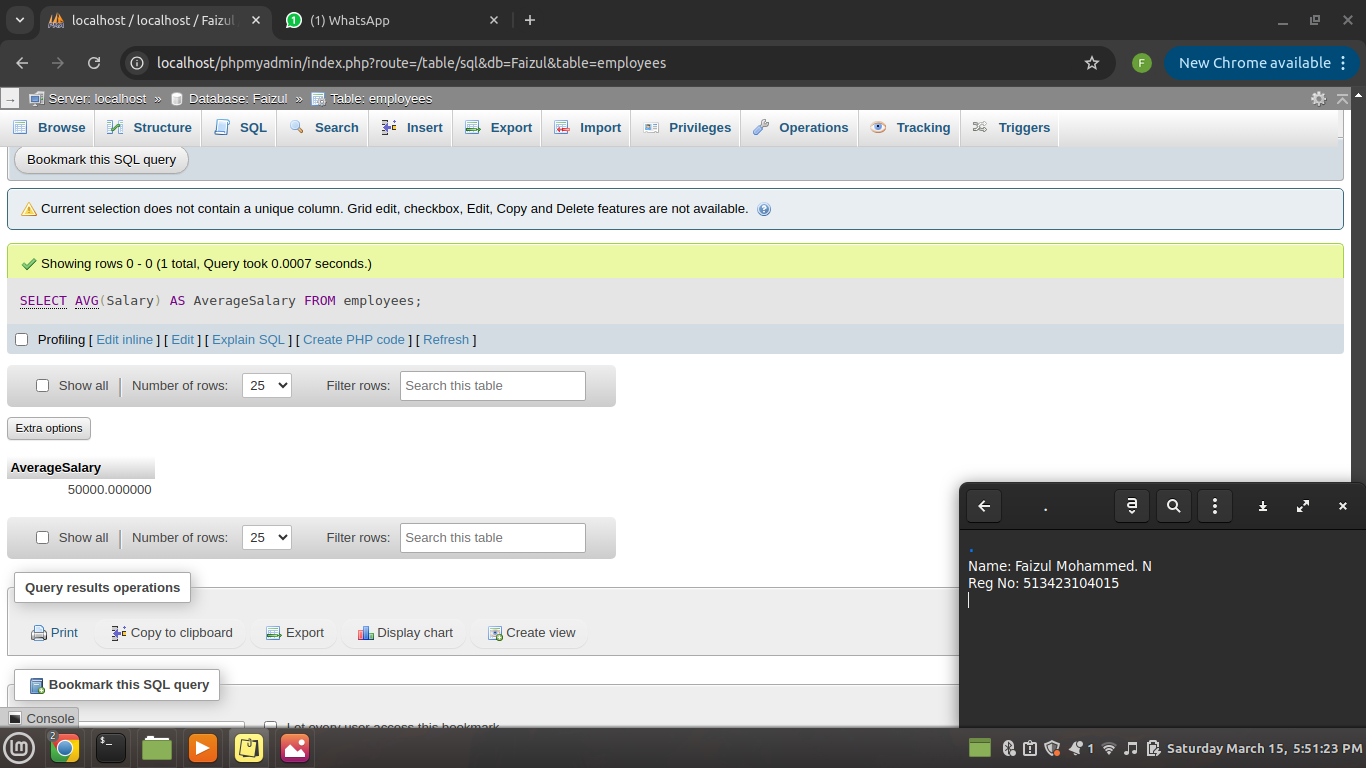 localhost / localhost / Faizul
(1) WhatsApp
localhost/phpmyadmin/index.php?route=/table/sql&db=Faizul&table=employees
F
New Chrome available
Server: localhost » Database: Faizul » Table: employees
Browse Structure SQL Search Insert Export Import Privileges Operations Tracking Triggers
Bookmark this SQL query
Current selection does not contain a unique column. Grid edit, checkbox, Edit, Copy and Delete features are not available.
Showing rows 0 - 0 (1 total, Query took 0.0007 seconds.)
SELECT AVG(Salary) AS AverageSalary FROM employees;
Profiling [ Edit inline ] [ Edit ] [ Explain SQL ] [ Create PHP code ] [ Refresh ]
Show all Number of rows: 25 Filter rows: Search this table
Extra options
AverageSalary
50000.000000
Show all Number of rows: 25 Filter rows: Search this table
Query results operations
Print Copy to clipboard Export Display chart Create view
Bookmark this SQL query
Let every user access this bookmark
Console
.
a
.
Name: Faizul Mohammed. N
Reg No: 513423104015
2
1
Saturday March 15, 5:51:23 PM